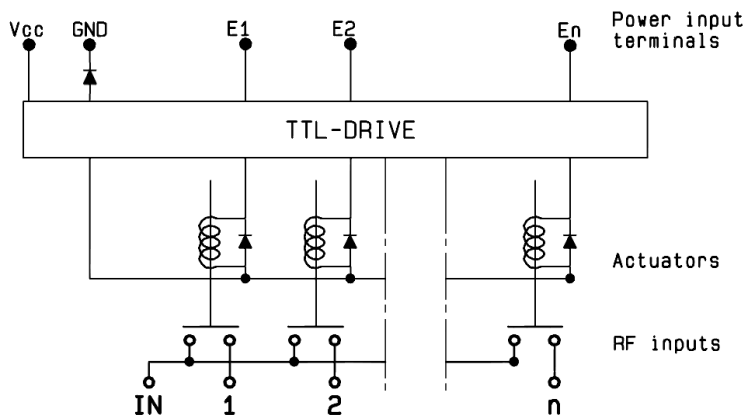 Vcc GND E1 E2 En Power input
terminals
TTL-DRIVE
Actuators
RF inputs
IN 1 2 n